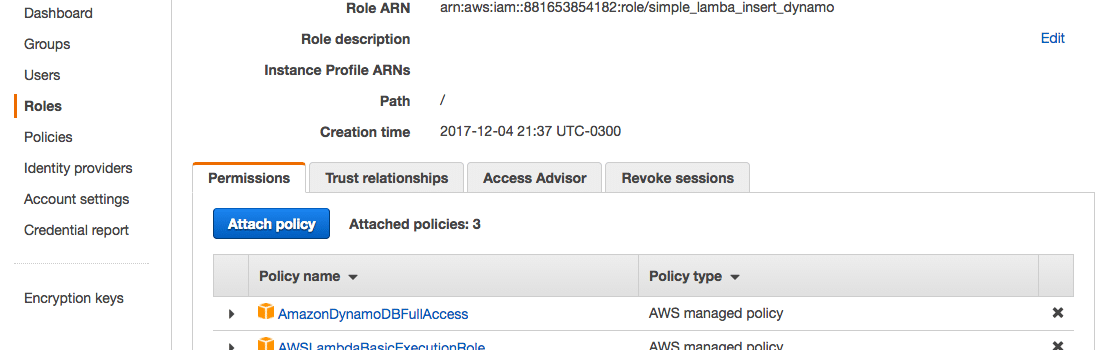 Dashboard
Groups
Users
Roles
Policies
Identity providers
Account settings
Credential report
Encryption keys
Role ARN arn:aws:iam::881653854182:role/simple_lamba_insert_dynamo
Role description Edit
Instance Profile ARNs
Path /
Creation time 2017-12-04 21:37 UTC-0300
Permissions Trust relationships Access Advisor Revoke sessions
Attach policy Attached policies: 3
Policy name Policy type
AmazonDynamoDBFullAccess AWS managed policy
AWSLambdaBasicExecutionRole AWS managed policy